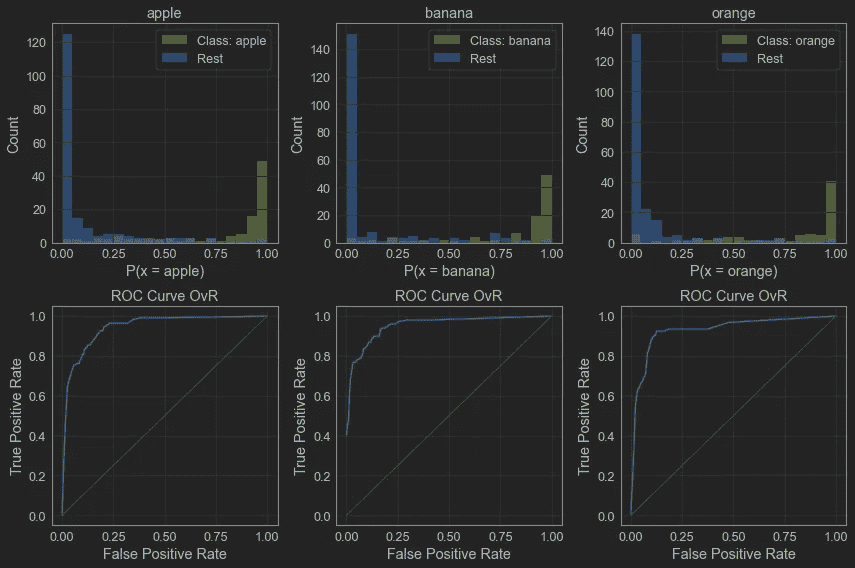 apple
120
100
80
60
40
20
0
Count
Class: apple
Rest
0.00 0.25 0.50 0.75 1.00
P(x = apple)
banana
140
120
100
80
60
40
20
0
Count
Class: banana
Rest
0.00 0.25 0.50 0.75 1.00
P(x = banana)
orange
140
120
100
80
60
40
20
0
Count
Class: orange
Rest
0.00 0.25 0.50 0.75 1.00
P(x = orange)
ROC Curve OvR
1.0
0.8
0.6
0.4
0.2
0.0
True Positive Rate
0.00 0.25 0.50 0.75 1.00
False Positive Rate
ROC Curve OvR
1.0
0.8
0.6
0.4
0.2
0.0
True Positive Rate
0.00 0.25 0.50 0.75 1.00
False Positive Rate
ROC Curve OvR
1.0
0.8
0.6
0.4
0.2
0.0
True Positive Rate
0.00 0.25 0.50 0.75 1.00
False Positive Rate